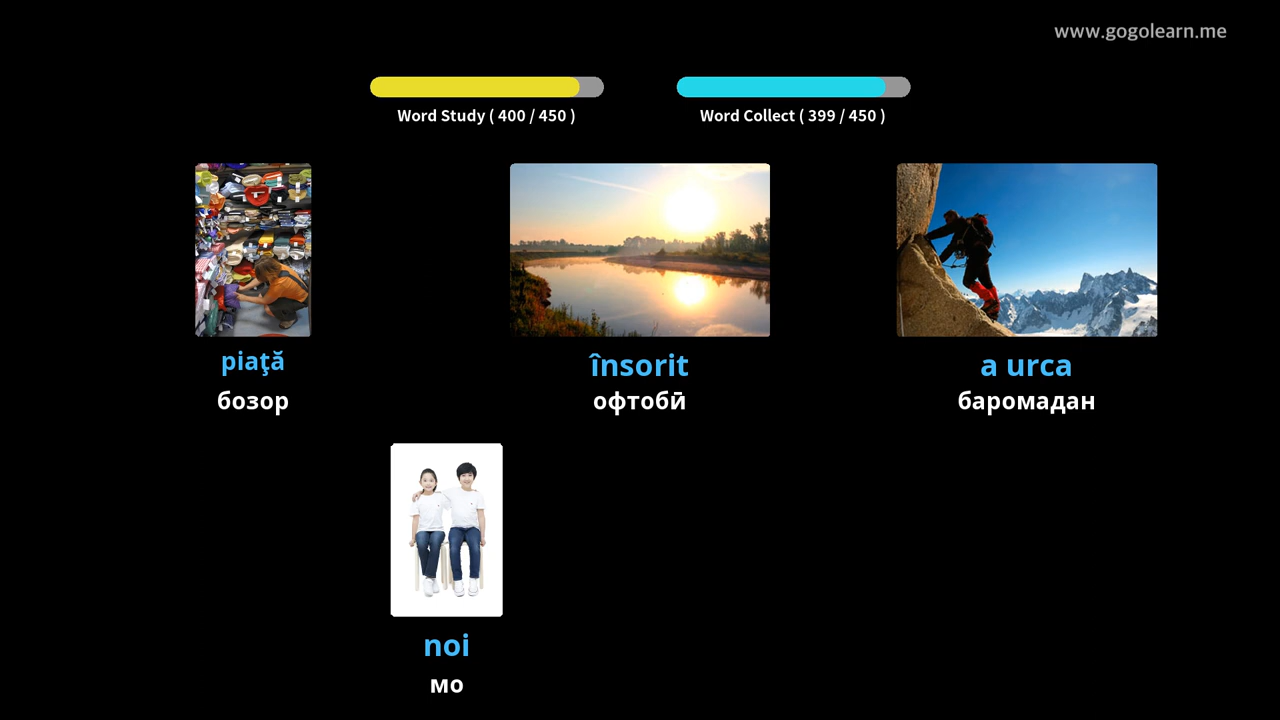 www.gogolearn.me
Word Study ( 400 / 450 )
Word Collect ( 399 / 450 )
piaţă
însorit
a urca
бозор
офтобӣ
баромадан
noi
мо